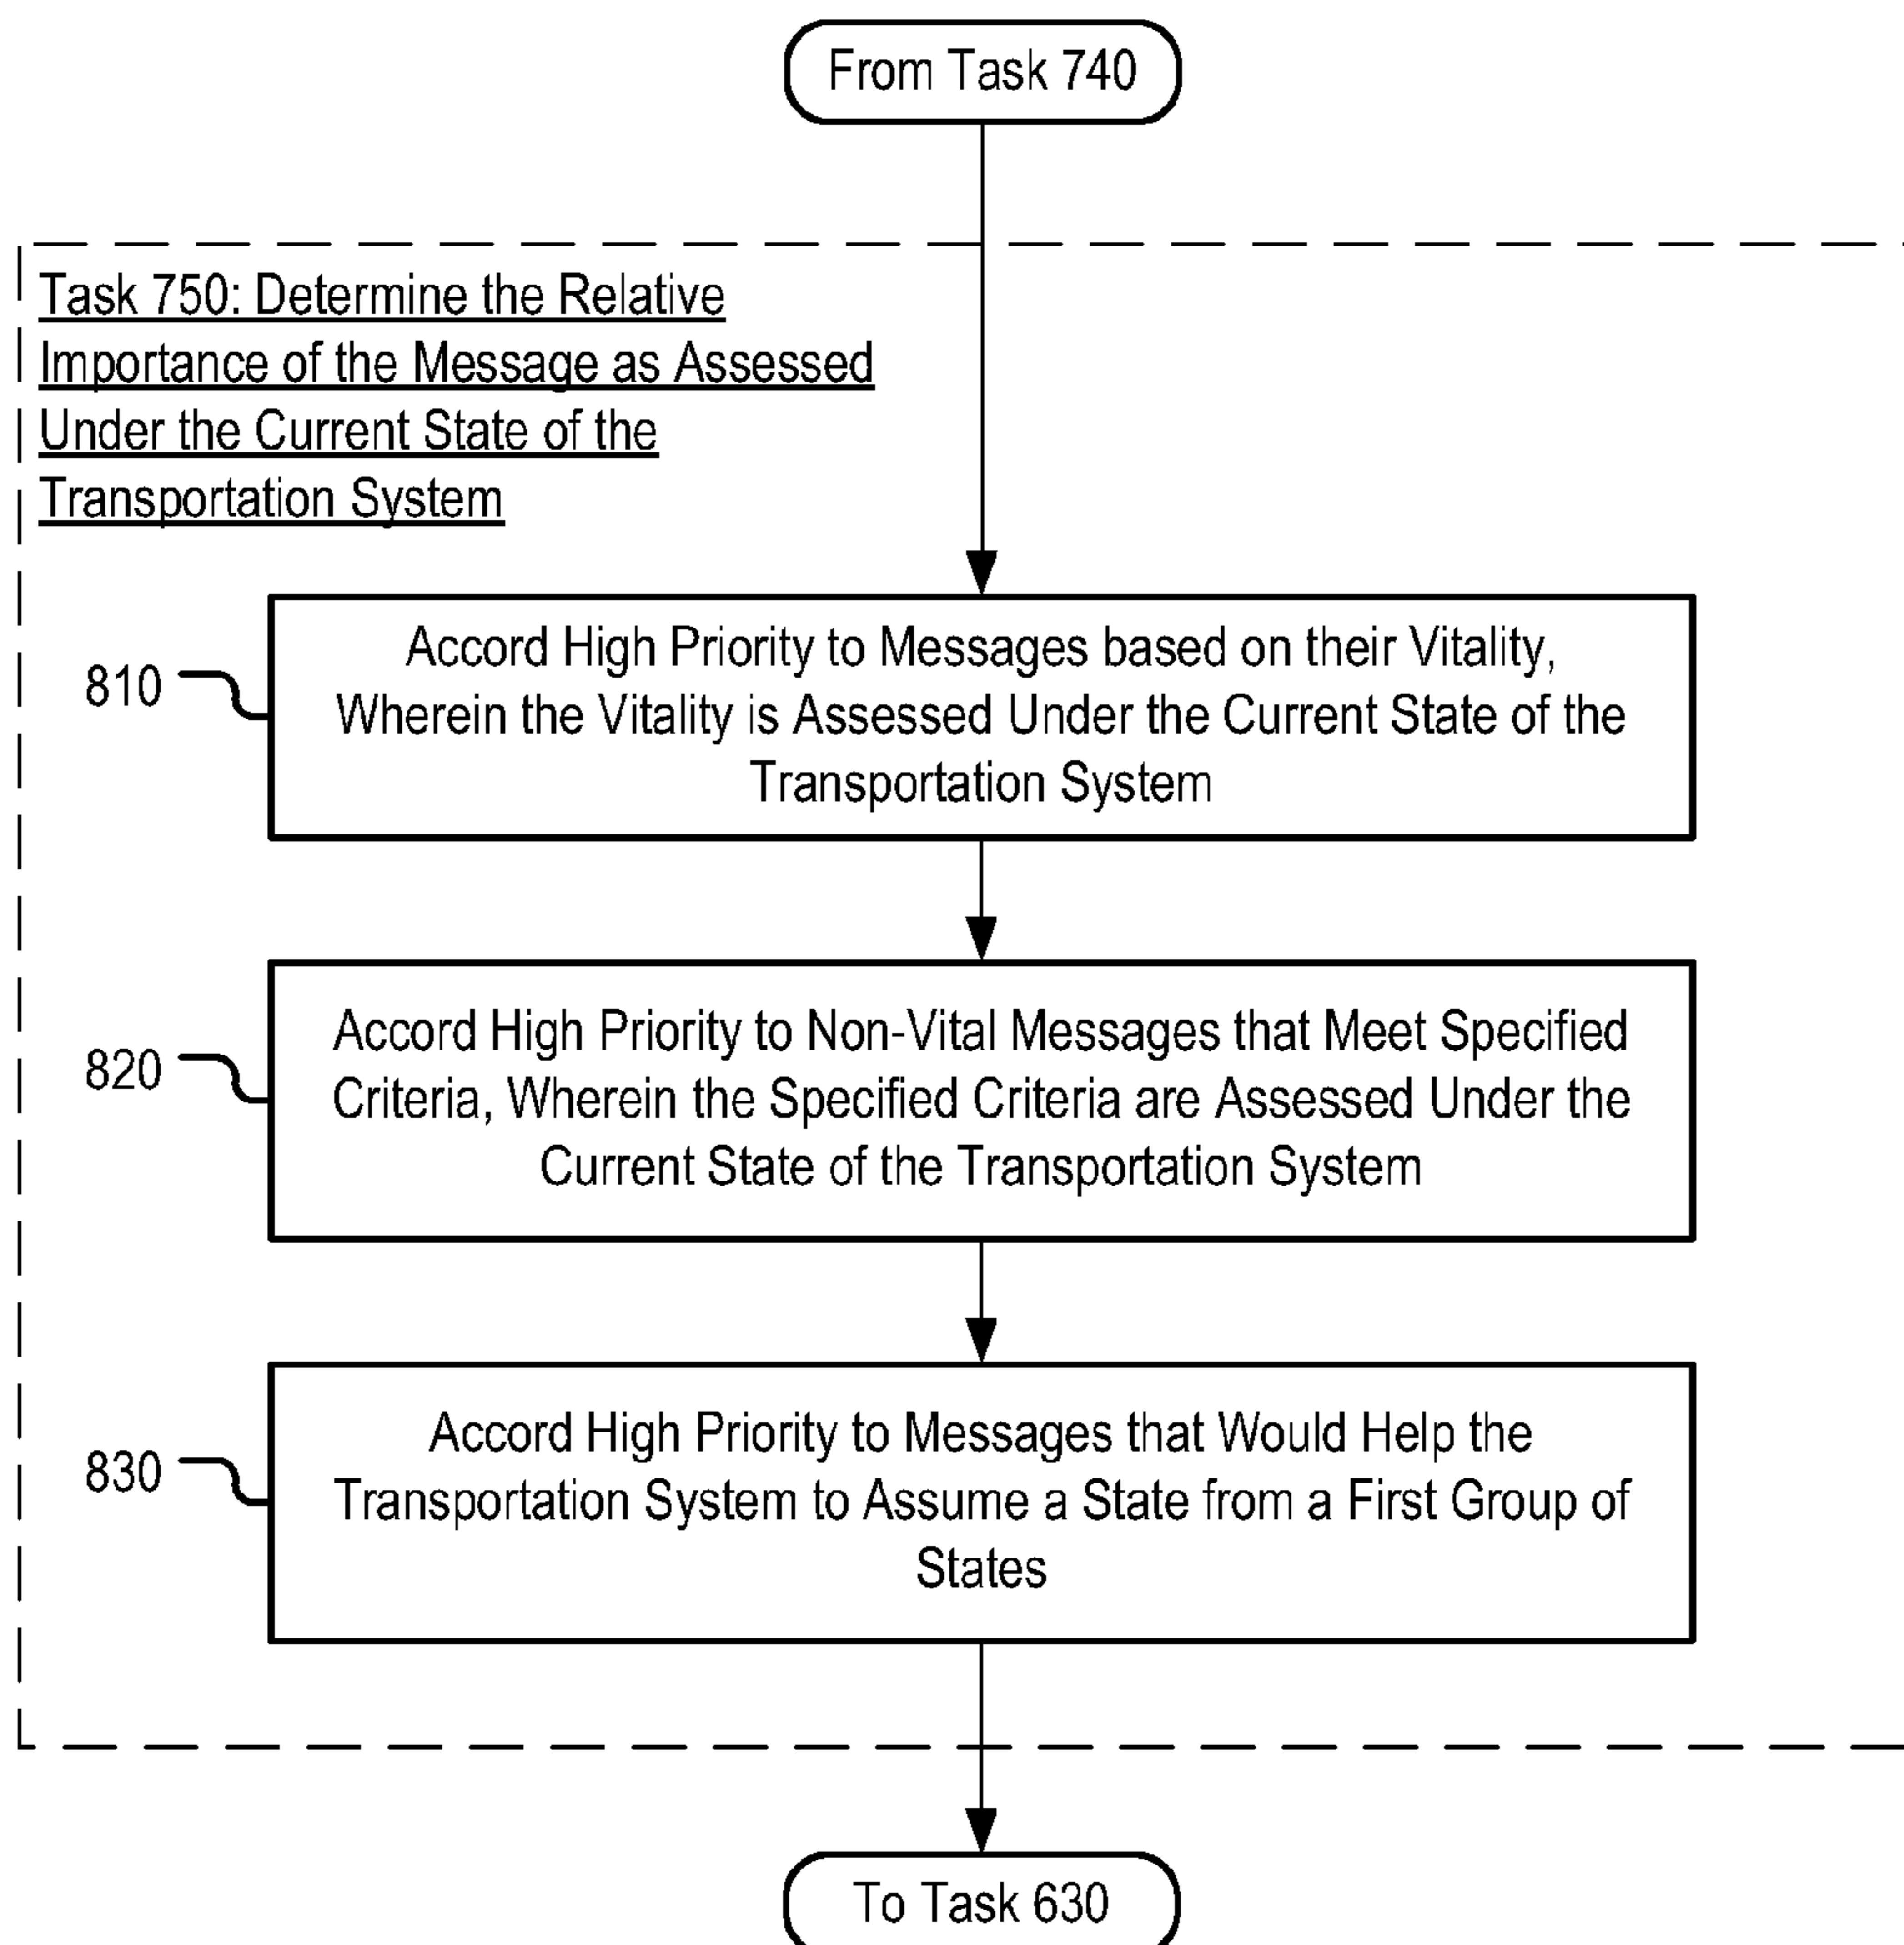 From Task 740
Task 750: Determine the Relative
Importance of the Message as Assessed
Under the Current State of the
Transportation System
810
Accord High Priority to Messages based on their Vitality,
Wherein the Vitality is Assessed Under the Current State of the
Transportation System
820
Accord High Priority to Non-Vital Messages that Meet Specified
Criteria, Wherein the Specified Criteria are Assessed Under the
Current State of the Transportation System
830
Accord High Priority to Messages that Would Help the
Transportation System to Assume a State from a First Group of
States
To Task 630